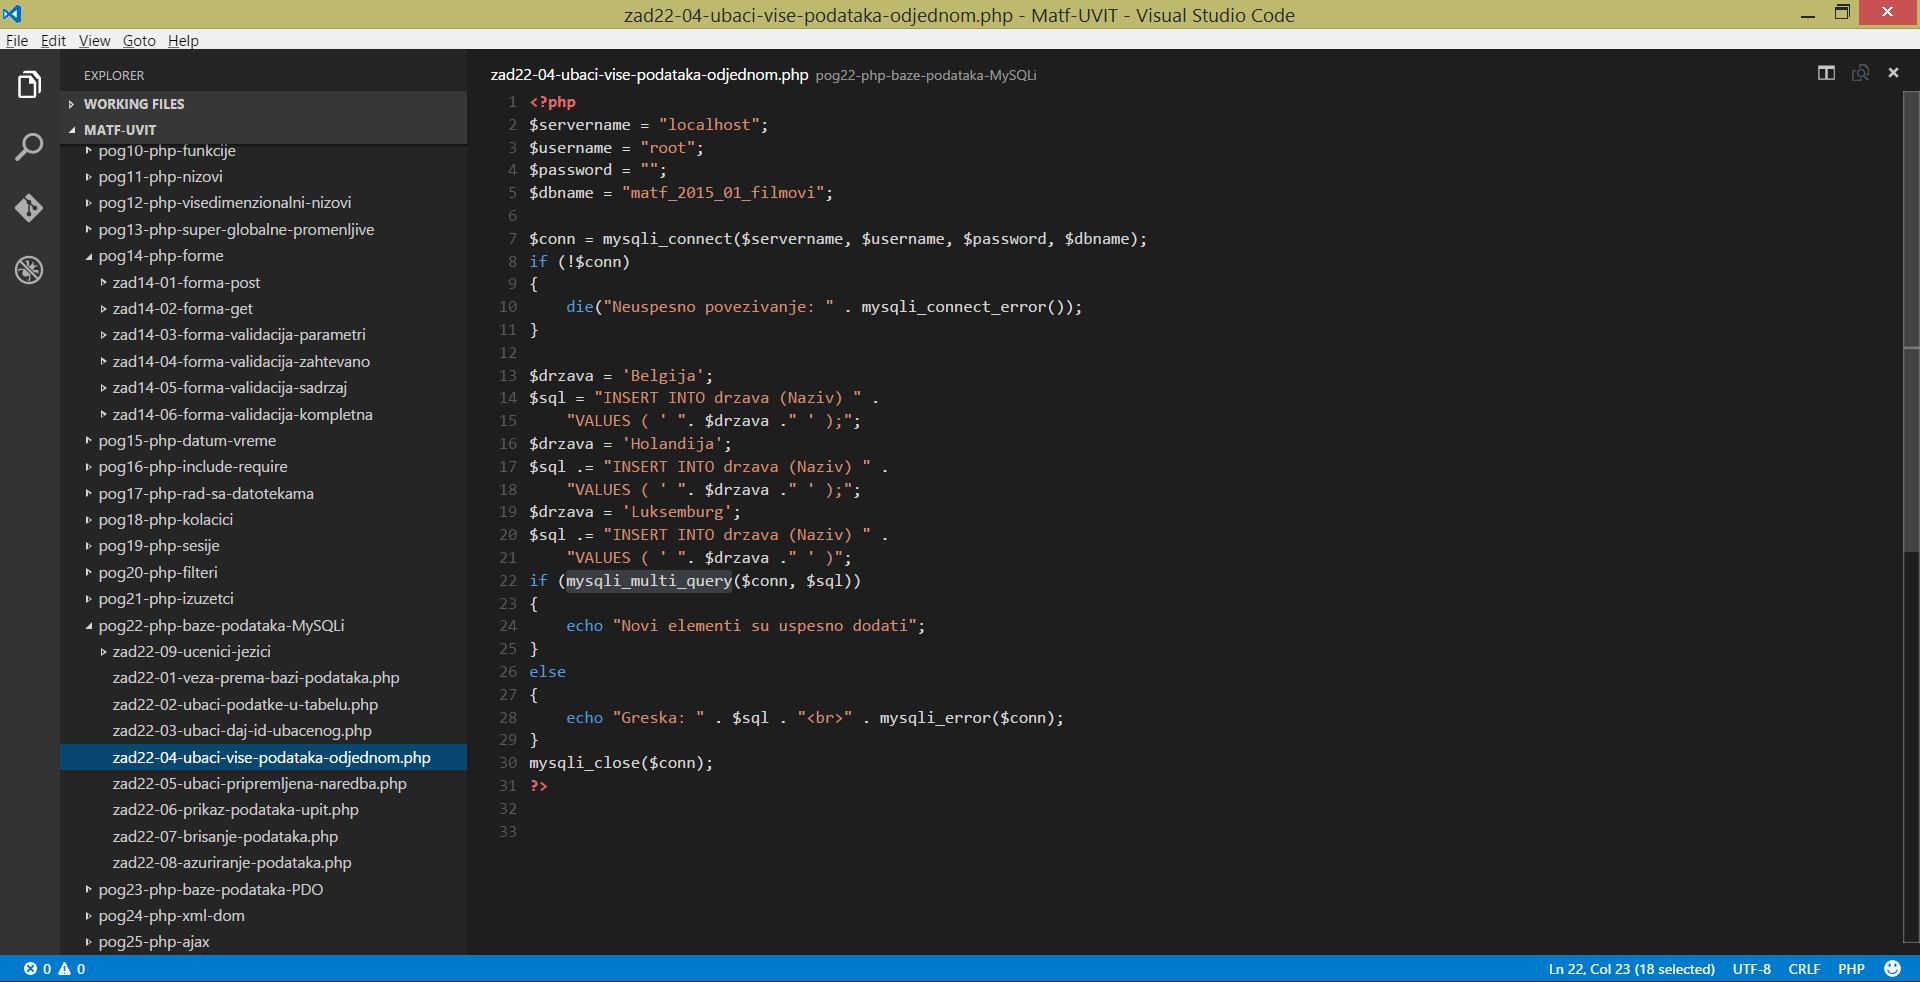 zad22-04-ubaci-vise-podataka-odjednom.php - Matf-UVIT - Visual Studio Code
File Edit View Goto Help
EXPLORER
WORKING FILES
MATF-UVIT
pog10-php-funkcije
pog11-php-nizovi
pog12-php-visedimenzionalni-nizovi
pog13-php-super-globalne-promenljive
pog14-php-forme
zad14-01-forma-post
zad14-02-forma-get
zad14-03-forma-validacija-parametri
zad14-04-forma-validacija-zahtevano
zad14-05-forma-validacija-sadrzaj
zad14-06-forma-validacija-kompletna
pog15-php-datum-vreme
pog16-php-include-require
pog17-php-rad-sa-datotekama
pog18-php-kolacici
pog19-php-sesije
pog20-php-filteri
pog21-php-izuzetci
pog22-php-baze-podataka-MySQLi
zad22-09-ucenici-jezici
zad22-01-veza-prema-bazi-podataka.php
zad22-02-ubaci-podatke-u-tabelu.php
zad22-03-ubaci-daj-id-ubacenog.php
zad22-04-ubaci-vise-podataka-odjednom.php
zad22-05-ubaci-pripremljena-naredba.php
zad22-06-prikaz-podataka-upit.php
zad22-07-brisanje-podataka.php
zad22-08-azuriranje-podataka.php
pog23-php-baze-podataka-PDO
pog24-php-xml-dom
pog25-php-ajax
zad22-04-ubaci-vise-podataka-odjednom.php pog22-php-baze-podataka-MySQLi
1 <?php
2 $servername = "localhost";
3 $username = "root";
4 $password = "";
5 $dbname = "matf_2015_01_filmovi";
6
7 $conn = mysqli_connect($servername, $username, $password, $dbname);
8 if (!$conn)
9 {
10     die("Neuspesno povezivanje: " . mysqli_connect_error());
11 }
12
13 $drzava = 'Belgija';
14 $sql = "INSERT INTO drzava (Naziv) " .
15     "VALUES ( ' ". $drzava ." ' );";
16 $drzava = 'Holandija';
17 $sql .= "INSERT INTO drzava (Naziv) " .
18     "VALUES ( ' ". $drzava ." ' );";
19 $drzava = 'Luksemburg';
20 $sql .= "INSERT INTO drzava (Naziv) " .
21     "VALUES ( ' ". $drzava ." ' )";
22 if (mysqli_multi_query($conn, $sql))
23 {
24     echo "Novi elementi su uspesno dodati";
25 }
26 else
27 {
28     echo "Greska: " . $sql . "<br>" . mysqli_error($conn);
29 }
30 mysqli_close($conn);
31 ?>
32
33
0 0 Ln 22, Col 23 (18 selected) UTF-8 CRLF PHP